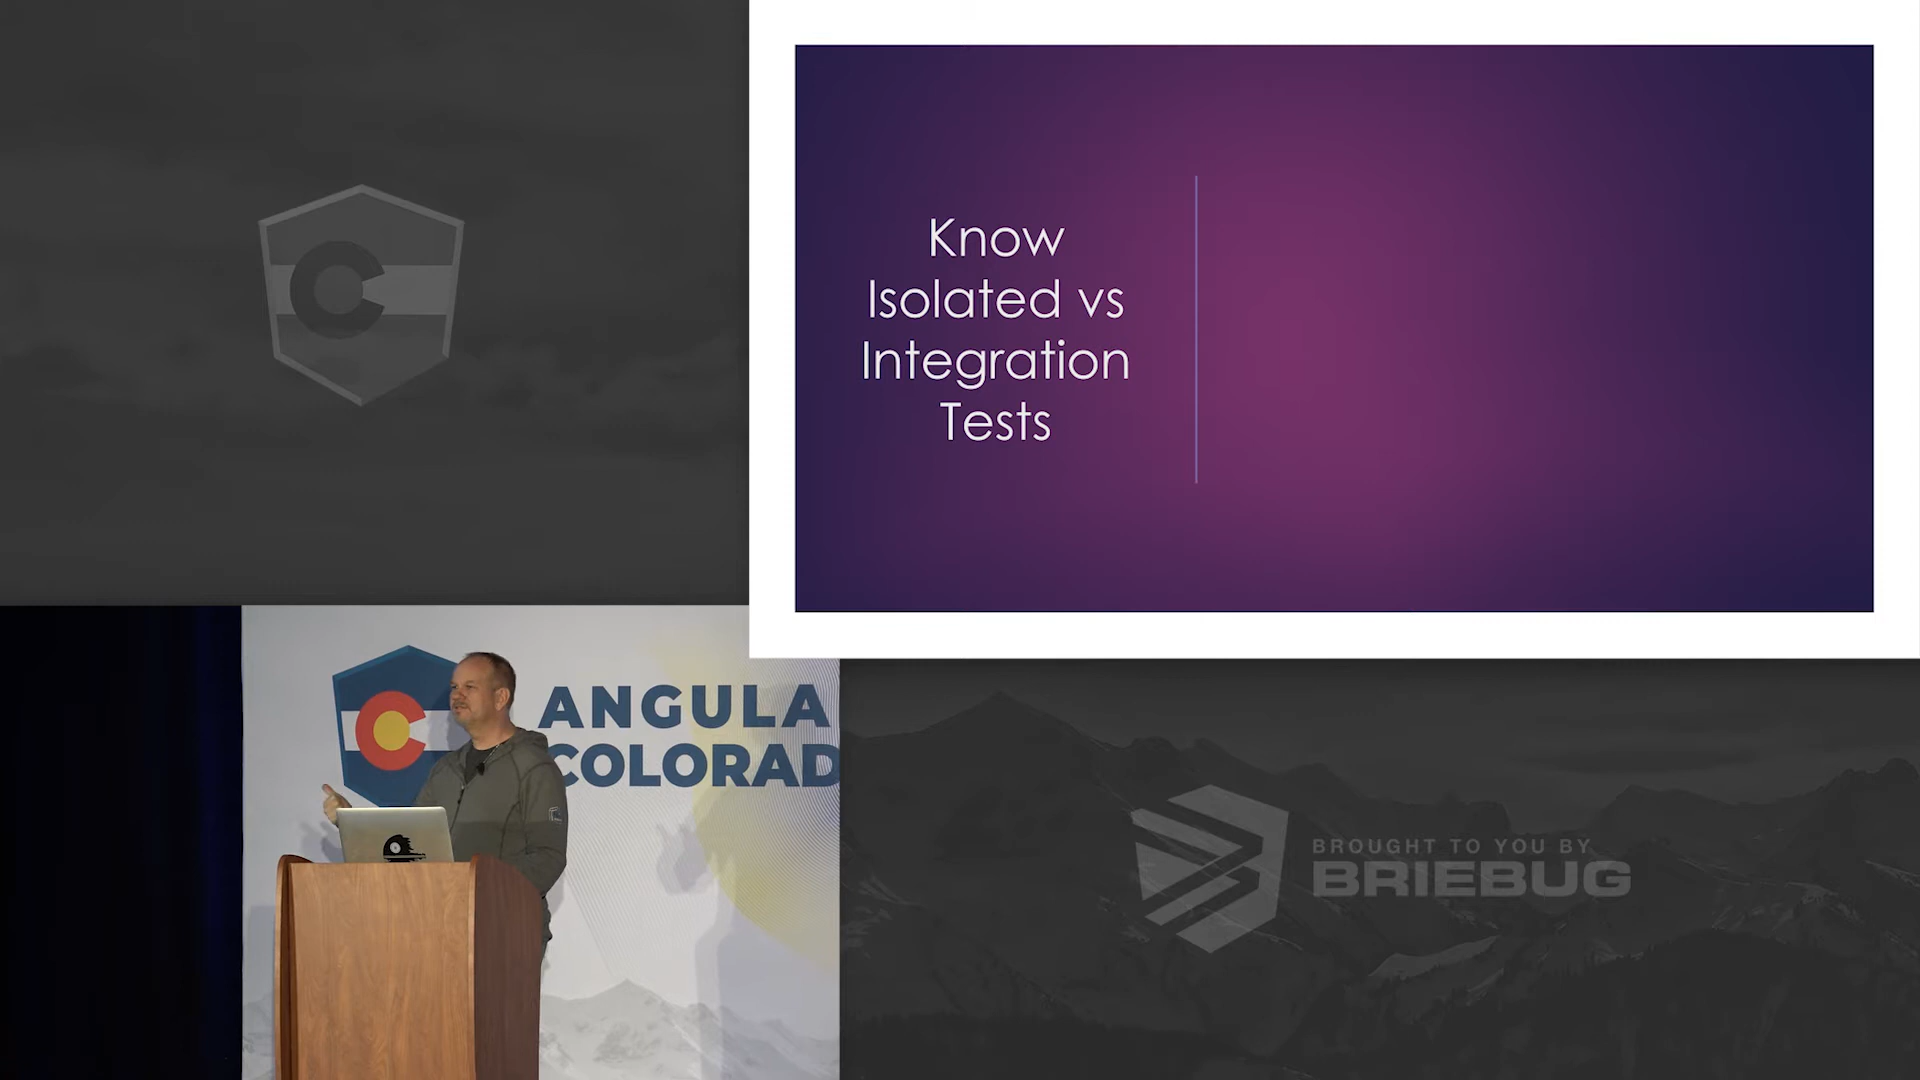 Know
Isolated vs
Integration
Tests
ANGULA
COLORAD
BROUGHT TO YOU BY
BRIEBUG